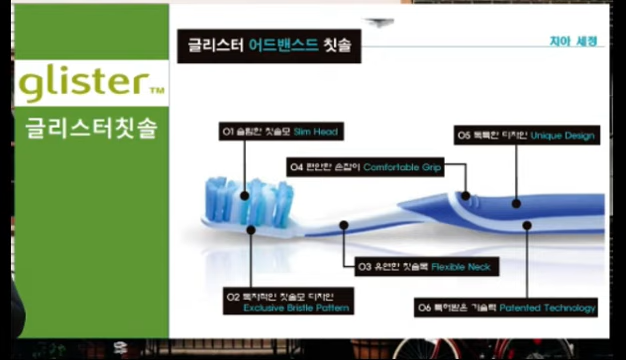 glister™
글리스터칫솔
글리스터 어드밴스드 칫솔
치아 세정
01 슬림한 칫솔모 Slim Head
05 독특한 디자인 Unique Design
04 편안한 손잡이 Comfortable Grip
03 유연한 칫솔목 Flexible Neck
02 독자적인 칫솔모 디자인
Exclusive Bristle Pattern
06 특허받은 기술력 Patented Technology